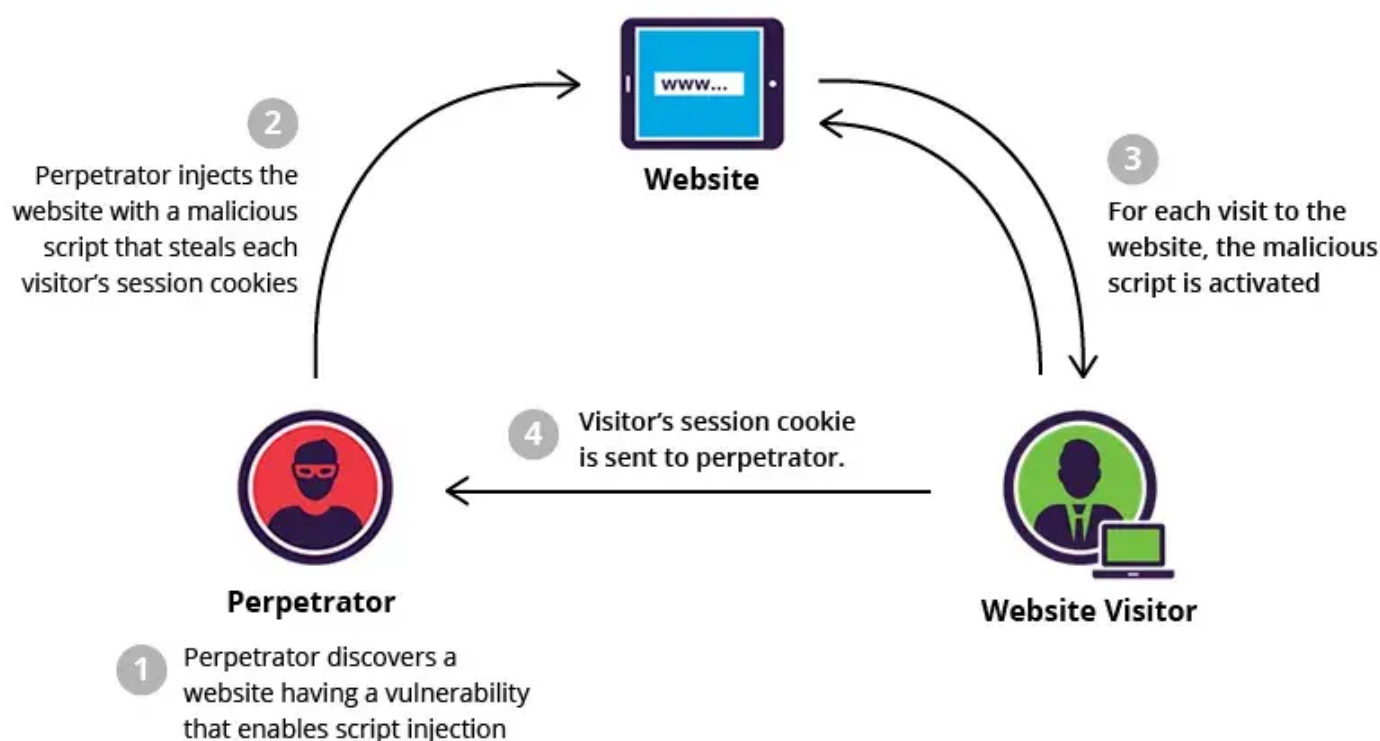 www...
Website
2
Perpetrator injects the
website with a malicious
script that steals each
visitor's session cookies
3
For each visit to the
website, the malicious
script is activated
4
Visitor's session cookie
is sent to perpetrator.
Perpetrator
Website Visitor
1
Perpetrator discovers a
website having a vulnerability
that enables script injection